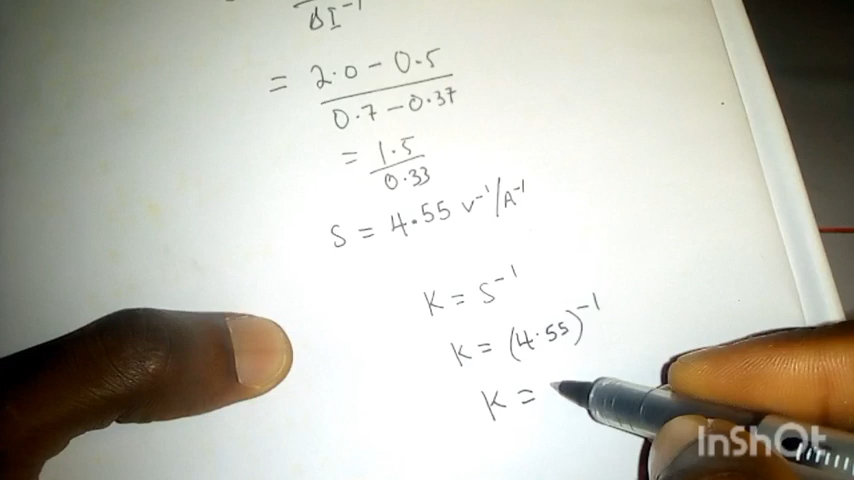 ΔI⁻¹
= 2.0 - 0.5
0.7 - 0.37
= 1.5
0.33
S = 4.55 V⁻¹/A⁻¹
K = S⁻¹
K = (4.55)⁻¹
K =
InShOt